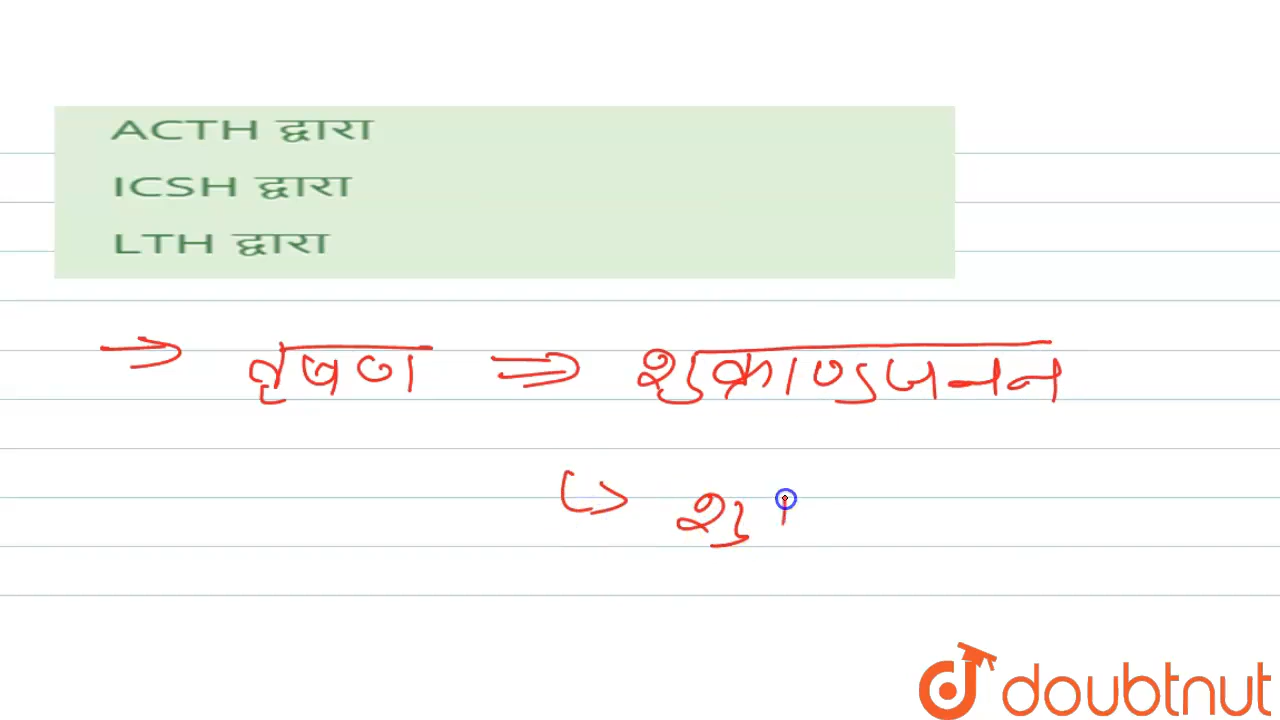 ACTH द्वारा
ICSH द्वारा
LTH द्वारा
→ वृषण ⇒ शुक्राणुजनन
↳ शु
doubtnut